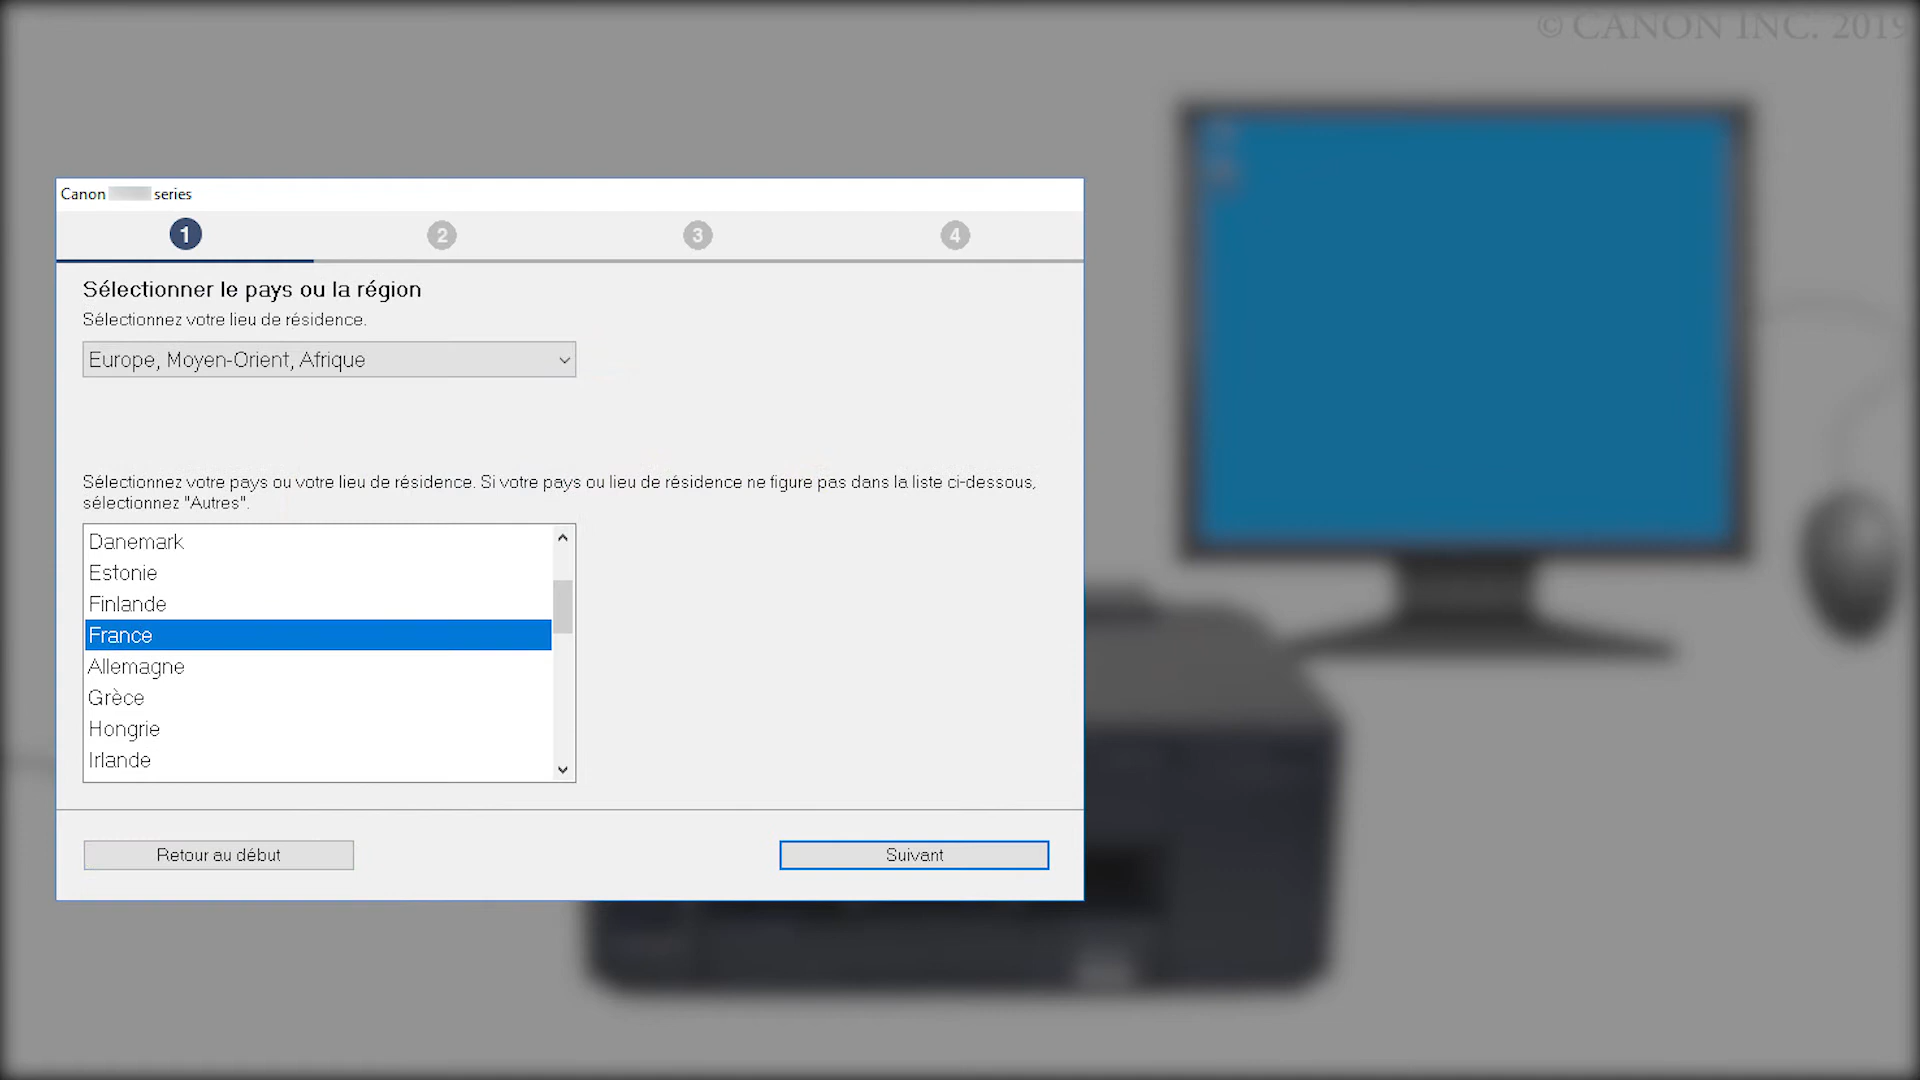 © CANON INC. 2019
Canon series
1 2 3 4
Sélectionner le pays ou la région
Sélectionnez votre lieu de résidence.
Europe, Moyen-Orient, Afrique
Sélectionnez votre pays ou votre lieu de résidence. Si votre pays ou lieu de résidence ne figure pas dans la liste ci-dessous,
sélectionnez "Autres".
Danemark
Estonie
Finlande
France
Allemagne
Grèce
Hongrie
Irlande
Retour au début
Suivant